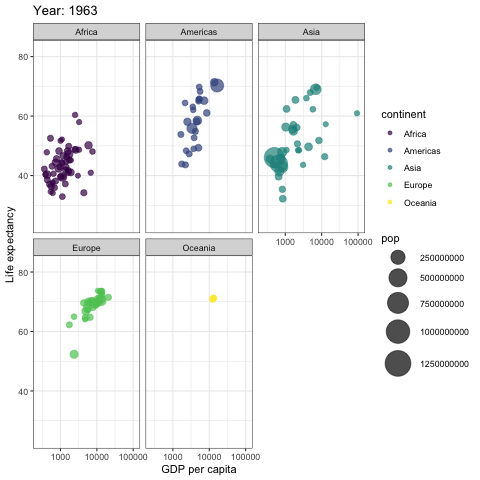 Year: 1963
Africa
Americas
Asia
80
60
40
1000
10000
100000
Life expectancy
Europe
Oceania
80
60
40
1000
10000
100000
1000
10000
100000
GDP per capita
continent
Africa
Americas
Asia
Europe
Oceania
pop
250000000
500000000
750000000
1000000000
1250000000